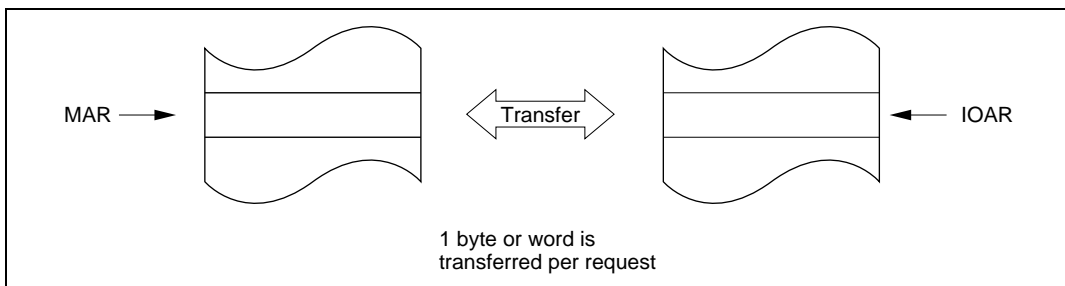 MAR
Transfer
IOAR
1 byte or word is
transferred per request